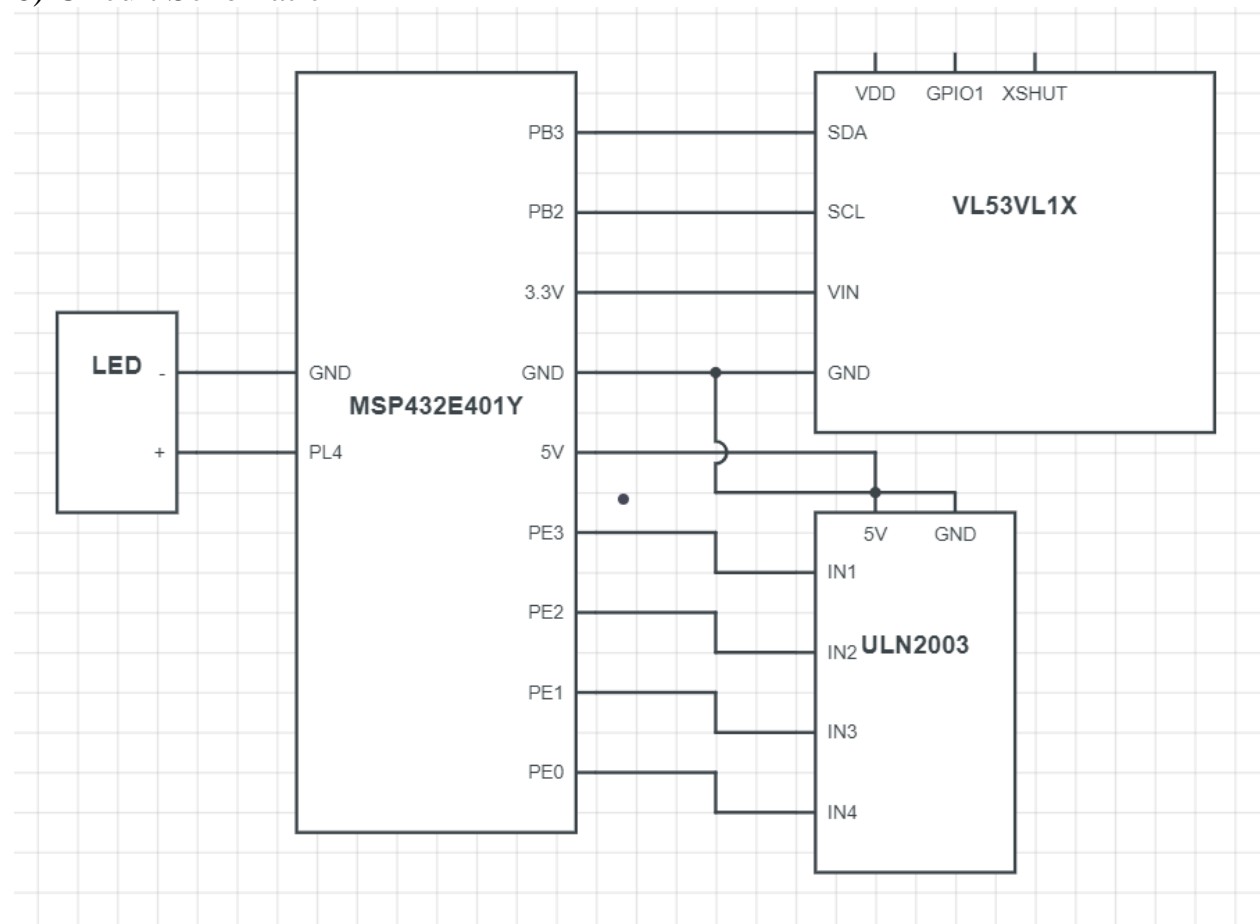 VDD GPIO1 XSHUT
PB3
SDA
PB2
SCL
VL53VL1X
3.3V
VIN
LED
-
GND
GND
GND
MSP432E401Y
+
PL4
5V
5V
GND
PE3
IN1
PE2
IN2
ULN2003
PE1
IN3
PE0
IN4